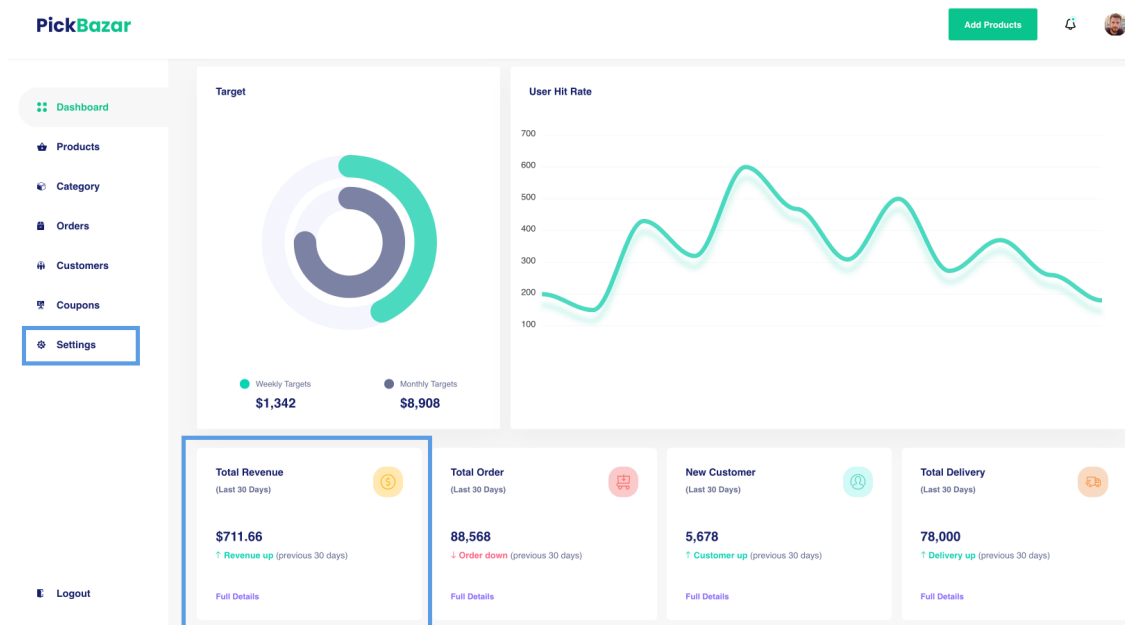 PickBazar
Add Products
Dashboard
Products
Category
Orders
Customers
Coupons
Settings
Logout
Target
Weekly Targets
$1,342
Monthly Targets
$8,908
User Hit Rate
700
600
500
400
300
200
100
Total Revenue
(Last 30 Days)
$711.66
↑ Revenue up (previous 30 days)
Full Details
Total Order
(Last 30 Days)
88,568
↓ Order down (previous 30 days)
Full Details
New Customer
(Last 30 Days)
5,678
↑ Customer up (previous 30 days)
Full Details
Total Delivery
(Last 30 Days)
78,000
↑ Delivery up (previous 30 days)
Full Details